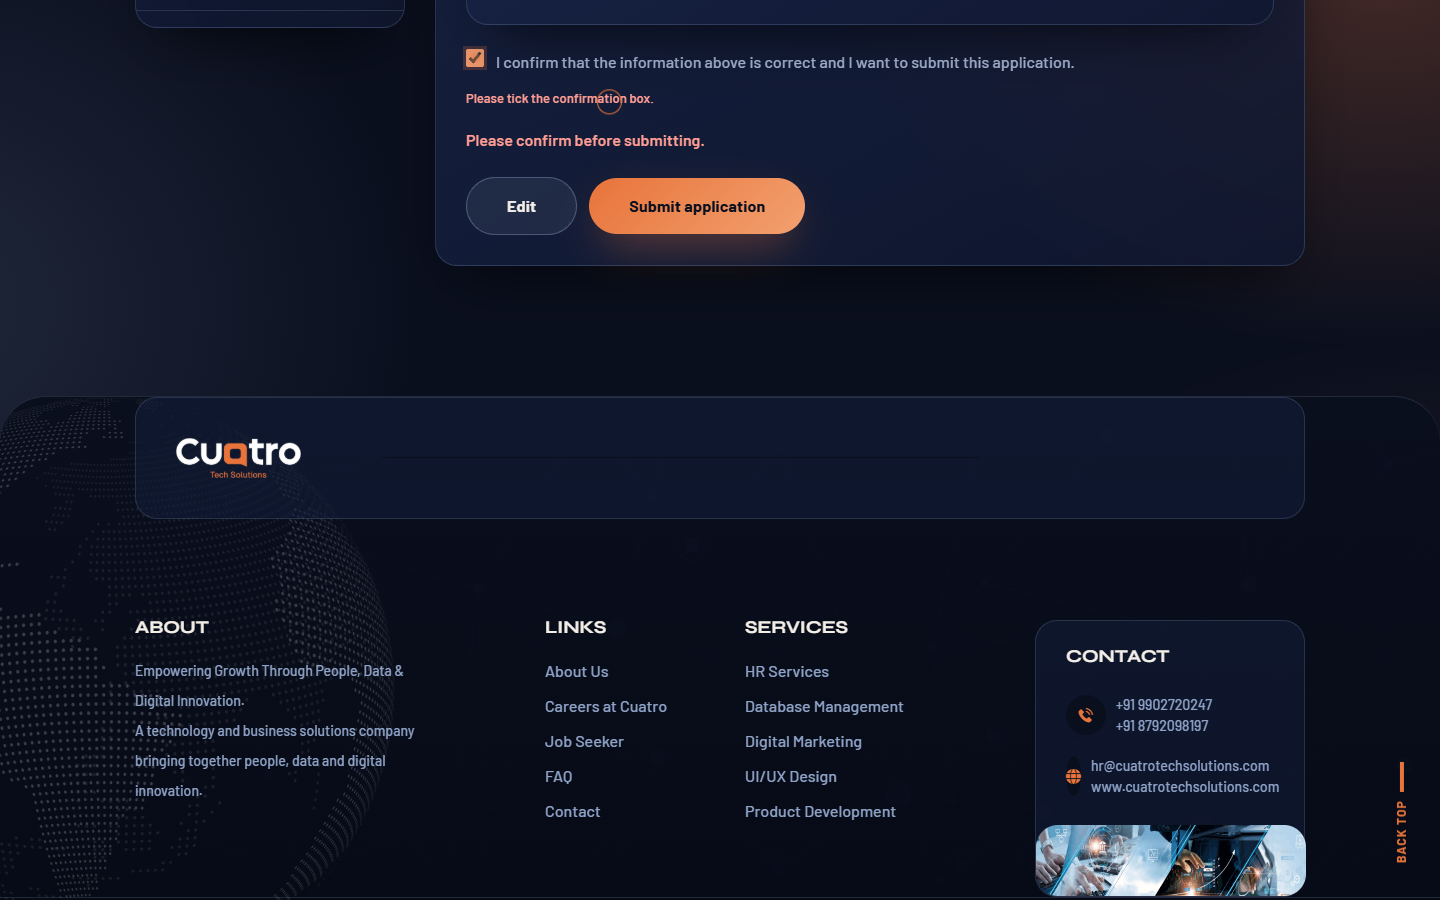 I confirm that the information above is correct and I want to submit this application.
Please tick the confirmation box.
Please confirm before submitting.
Edit
Submit application
Cuatro
Tech Solutions
ABOUT
Empowering Growth Through People, Data &
Digital Innovation.
A technology and business solutions company
bringing together people, data and digital
innovation.
LINKS
About Us
Careers at Cuatro
Job Seeker
FAQ
Contact
SERVICES
HR Services
Database Management
Digital Marketing
UI/UX Design
Product Development
CONTACT
+91 9902720247
+91 8792098197
hr@cuatrotechsolutions.com
www.cuatrotechsolutions.com
BACK TOP